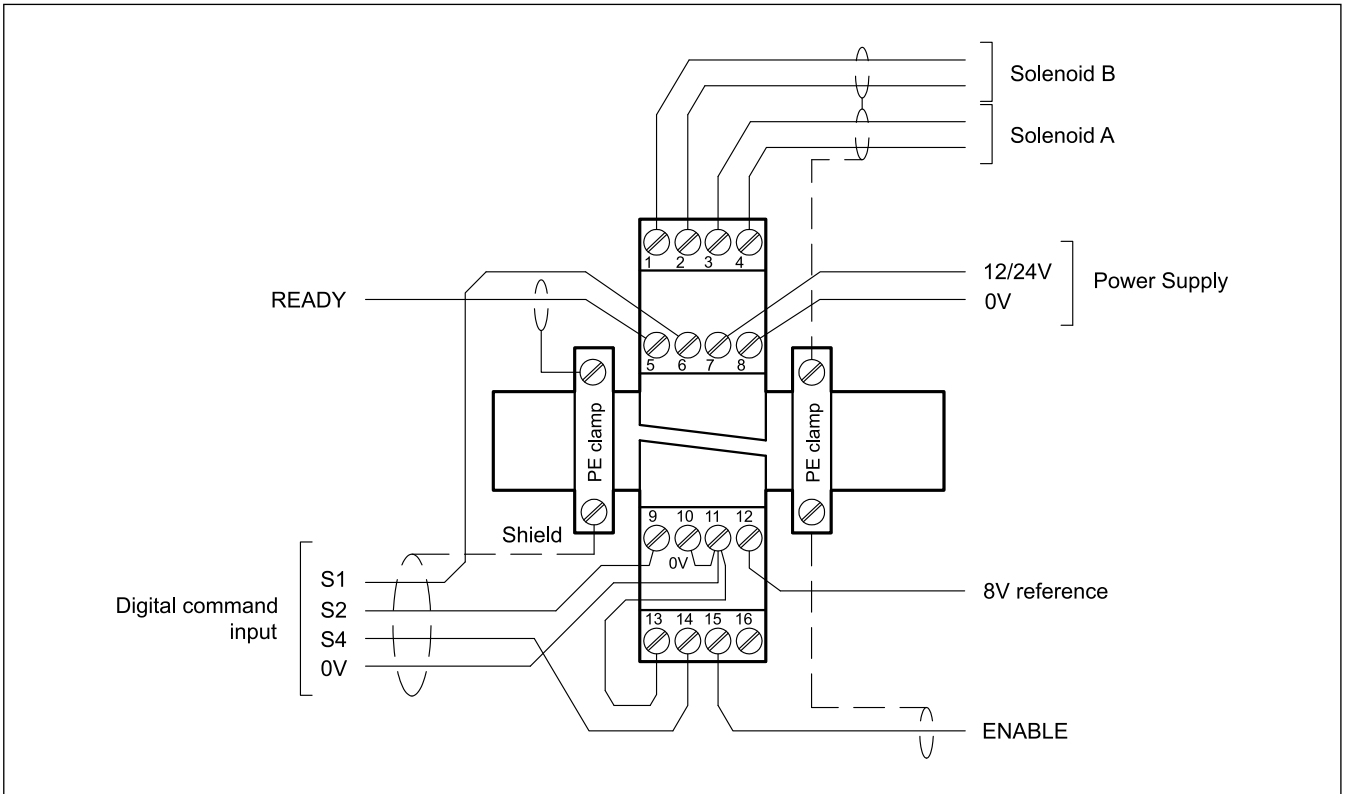 Solenoid B
Solenoid A
1 2 3 4
READY
12/24V
0V
Power Supply
5 6 7 8
PE clamp
PE clamp
9 10 11 12
Shield
0V
S1
S2
S4
0V
Digital command
input
8V reference
13 14 15 16
ENABLE